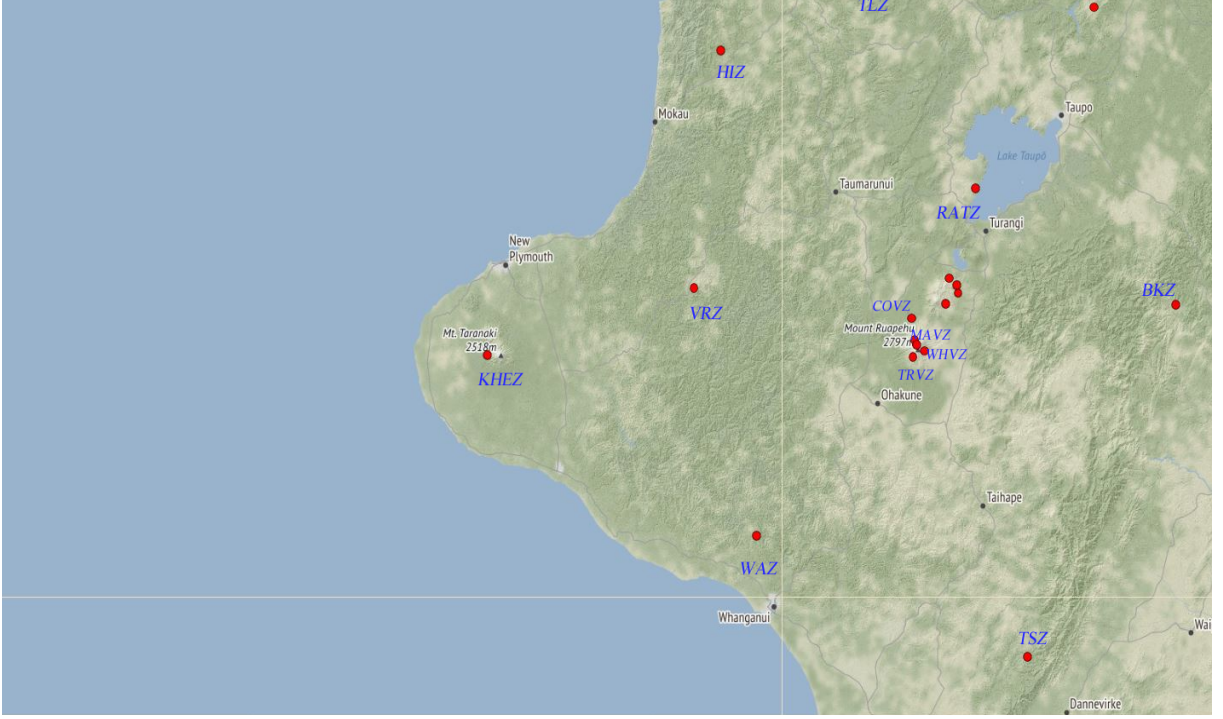 TLZ
HIZ
Mokau
Taupo
Lake Taupō
Taumarunui
RATZ
Turangi
New
Plymouth
BKZ
COVZ
VRZ
Mt. Taranaki
2518m
Mount Ruapehu
2797m
MAVZ
WHVZ
KHEZ
TRVZ
Ohakune
Taihape
WAZ
Whanganui
TSZ
Wai
Dannevirke